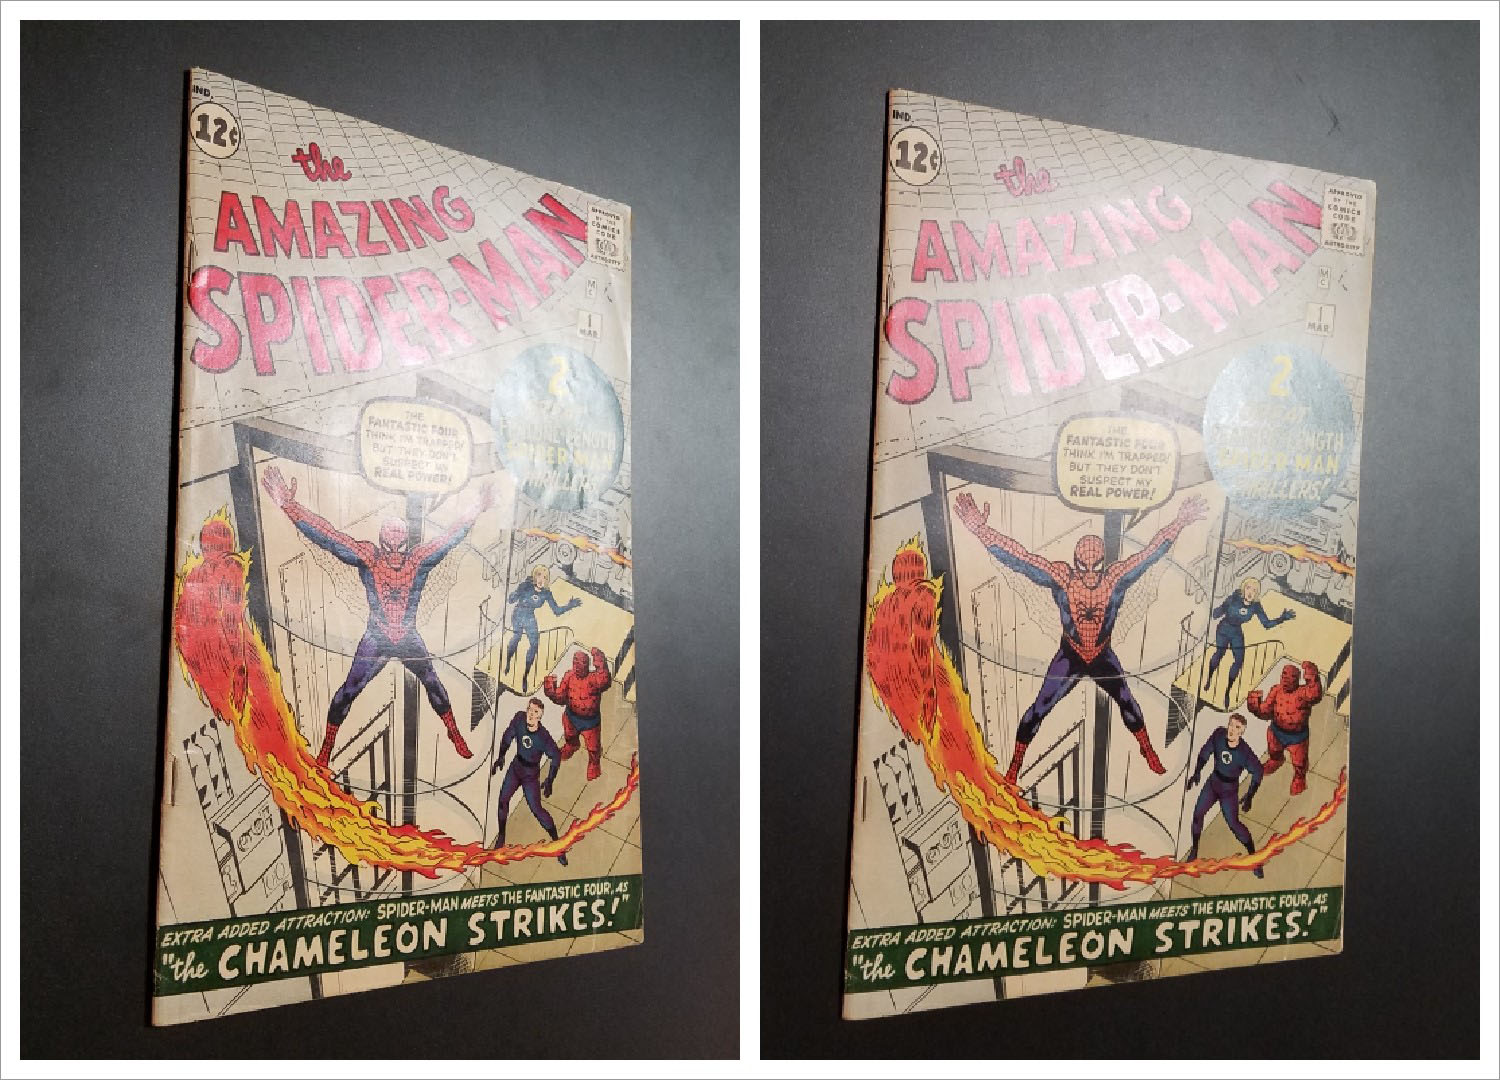 IND.
12¢
the
AMAZING
SPIDER-MAN
APPROVED
BY THE
COMICS
CODE
AUTHORITY
M
C
1
MAR.
2
LENGTH
SPIDER-MAN
THRILLERS!
THE
FANTASTIC FOUR
THINK I'M TRAPPED!
BUT THEY DON'T
SUSPECT MY
REAL POWER!
EXTRA ADDED ATTRACTION: SPIDER-MAN MEETS THE FANTASTIC FOUR, AS
"the CHAMELEON STRIKES!"
IND.
12¢
the
AMAZING
SPIDER-MAN
APPROVED
BY THE
COMICS
CODE
AUTHORITY
M
C
1
MAR.
2
GREAT
LENGTH
SPIDER-MAN
THRILLERS!
THE
FANTASTIC FOUR
THINK I'M TRAPPED!
BUT THEY DON'T
SUSPECT MY
REAL POWER!
EXTRA ADDED ATTRACTION: SPIDER-MAN MEETS THE FANTASTIC FOUR, AS
"the CHAMELEON STRIKES!"